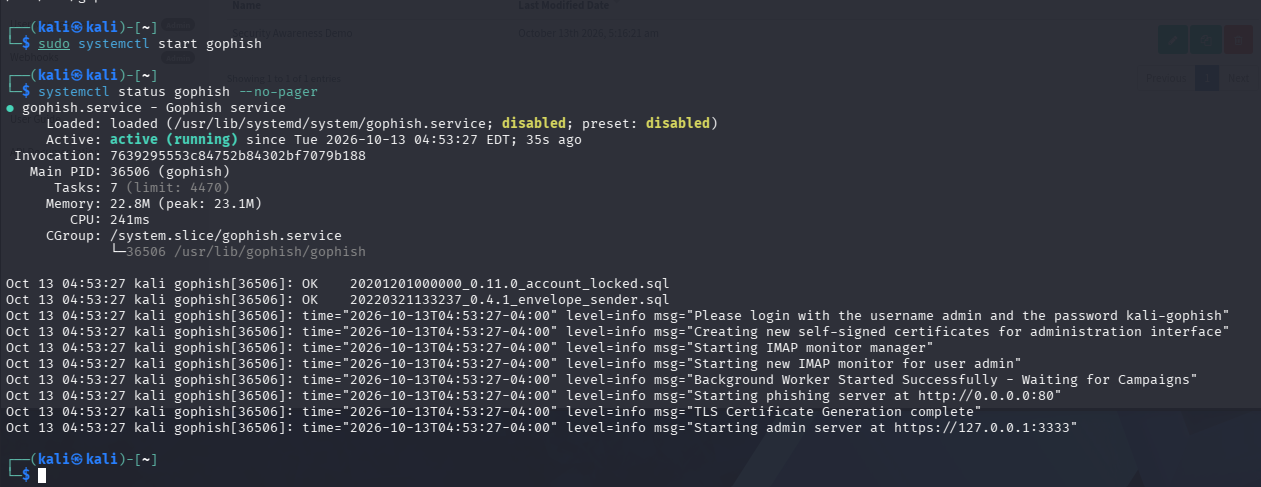 Name Last Modified Date
┌──(kali㉿kali)-[~]
└─$ sudo systemctl start gophish
Security Awareness Demo
┌──(kali㉿kali)-[~]
└─$ systemctl status gophish --no-pager
● gophish.service - Gophish service
Loaded: loaded (/usr/lib/systemd/system/gophish.service; disabled; preset: disabled)
Active: active (running) since Tue 2026-10-13 04:53:27 EDT; 35s ago
Invocation: 7639295553c84752b84302bf7079b188
Main PID: 36506 (gophish)
Tasks: 7 (limit: 4470)
Memory: 22.8M (peak: 23.1M)
CPU: 241ms
CGroup: /system.slice/gophish.service
└─36506 /usr/lib/gophish/gophish
Oct 13 04:53:27 kali gophish[36506]: OK    20201201000000_0.11.0_account_locked.sql
Oct 13 04:53:27 kali gophish[36506]: OK    20220321133237_0.4.1_envelope_sender.sql
Oct 13 04:53:27 kali gophish[36506]: time="2026-10-13T04:53:27-04:00" level=info msg="Please login with the username admin and the password kali-gophish"
Oct 13 04:53:27 kali gophish[36506]: time="2026-10-13T04:53:27-04:00" level=info msg="Creating new self-signed certificates for administration interface"
Oct 13 04:53:27 kali gophish[36506]: time="2026-10-13T04:53:27-04:00" level=info msg="Starting IMAP monitor manager"
Oct 13 04:53:27 kali gophish[36506]: time="2026-10-13T04:53:27-04:00" level=info msg="Starting new IMAP monitor for user admin"
Oct 13 04:53:27 kali gophish[36506]: time="2026-10-13T04:53:27-04:00" level=info msg="Background Worker Started Successfully - Waiting for Campaigns"
Oct 13 04:53:27 kali gophish[36506]: time="2026-10-13T04:53:27-04:00" level=info msg="Starting phishing server at http://0.0.0.0:80"
Oct 13 04:53:27 kali gophish[36506]: time="2026-10-13T04:53:27-04:00" level=info msg="TLS Certificate Generation complete"
Oct 13 04:53:27 kali gophish[36506]: time="2026-10-13T04:53:27-04:00" level=info msg="Starting admin server at https://127.0.0.1:3333"
┌──(kali㉿kali)-[~]
└─$